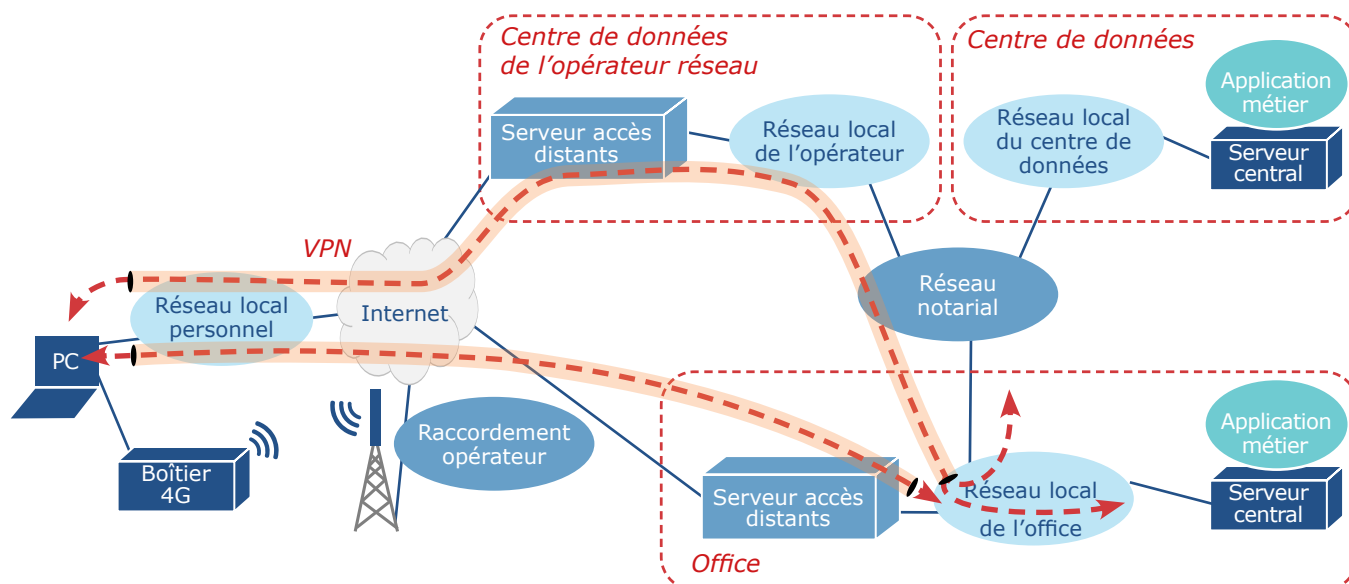 Centre de données
de l’opérateur réseau
Centre de données
Application
métier
Serveur accès
distants
Réseau local
de l’opérateur
Réseau local
du centre de
données
Serveur
central
VPN
Réseau local
personnel
Internet
Réseau
notarial
PC
Raccordement
opérateur
Boîtier
4G
Application
métier
Serveur accès
distants
Réseau local
de l’office
Serveur
central
Office